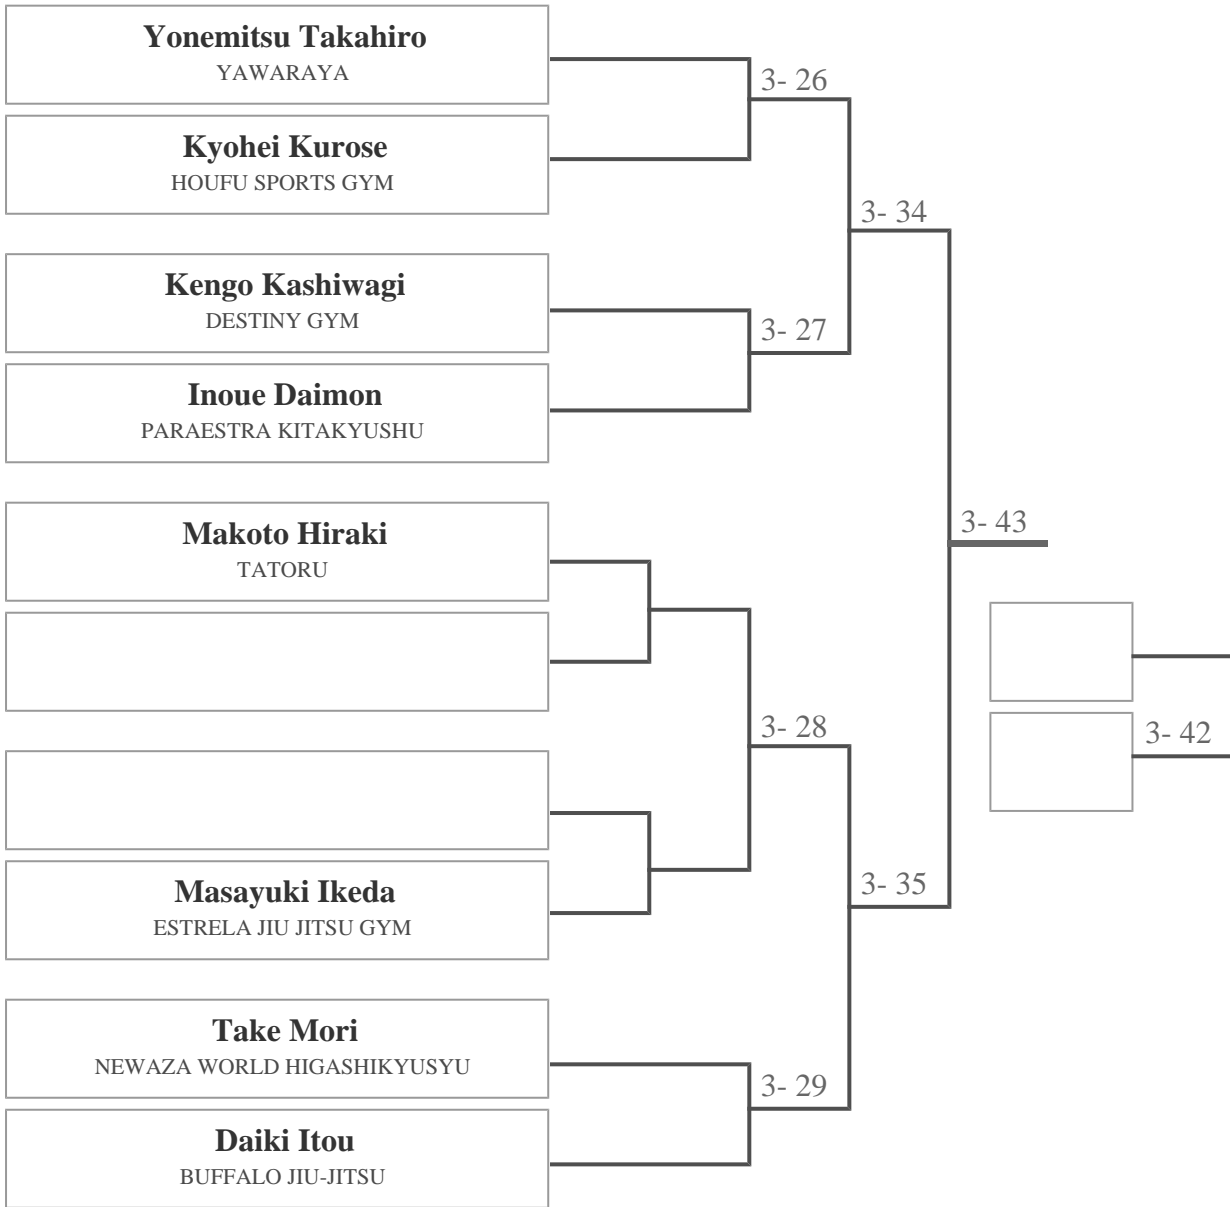 Yonemitsu Takahiro
YAWARAYA
3- 26
Kyohei Kurose
HOUFU SPORTS GYM
3- 34
Kengo Kashiwagi
DESTINY GYM
3- 27
Inoue Daimon
PARAESTRA KITAKYUSHU
Makoto Hiraki
TATORU
3- 43
3- 28
3- 42
Masayuki Ikeda
ESTRELA JIU JITSU GYM
3- 35
Take Mori
NEWAZA WORLD HIGASHIKYUSYU
3- 29
Daiki Itou
BUFFALO JIU-JITSU